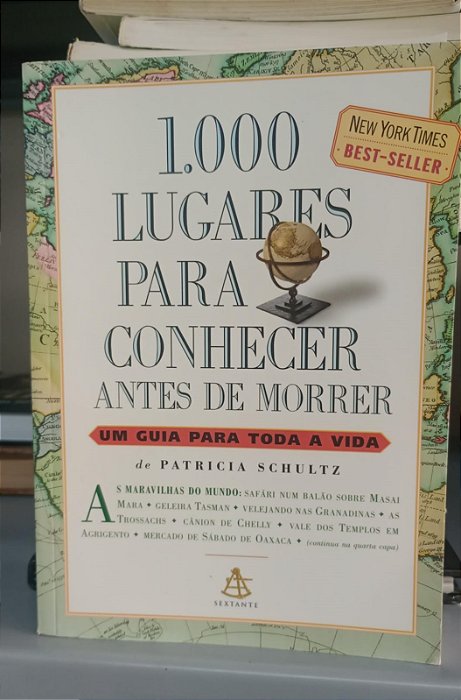 1.000
LUGARES
PARA
CONHECER
ANTES DE MORRER
NEW YORK TIMES
BEST-SELLER
UM GUIA PARA TODA A VIDA
de PATRICIA SCHULTZ
AS MARAVILHAS DO MUNDO: SAFÁRI NUM BALÃO SOBRE MASAI
MARA • GELEIRA TASMAN • VELEJANDO NAS GRANADINAS • AS
TROSSACHS • CÂNION DE CHELLY • VALE DOS TEMPLOS EM
AGRIGENTO • MERCADO DE SÁBADO DE OAXACA • (continua na quarta capa)
SEXTANTE